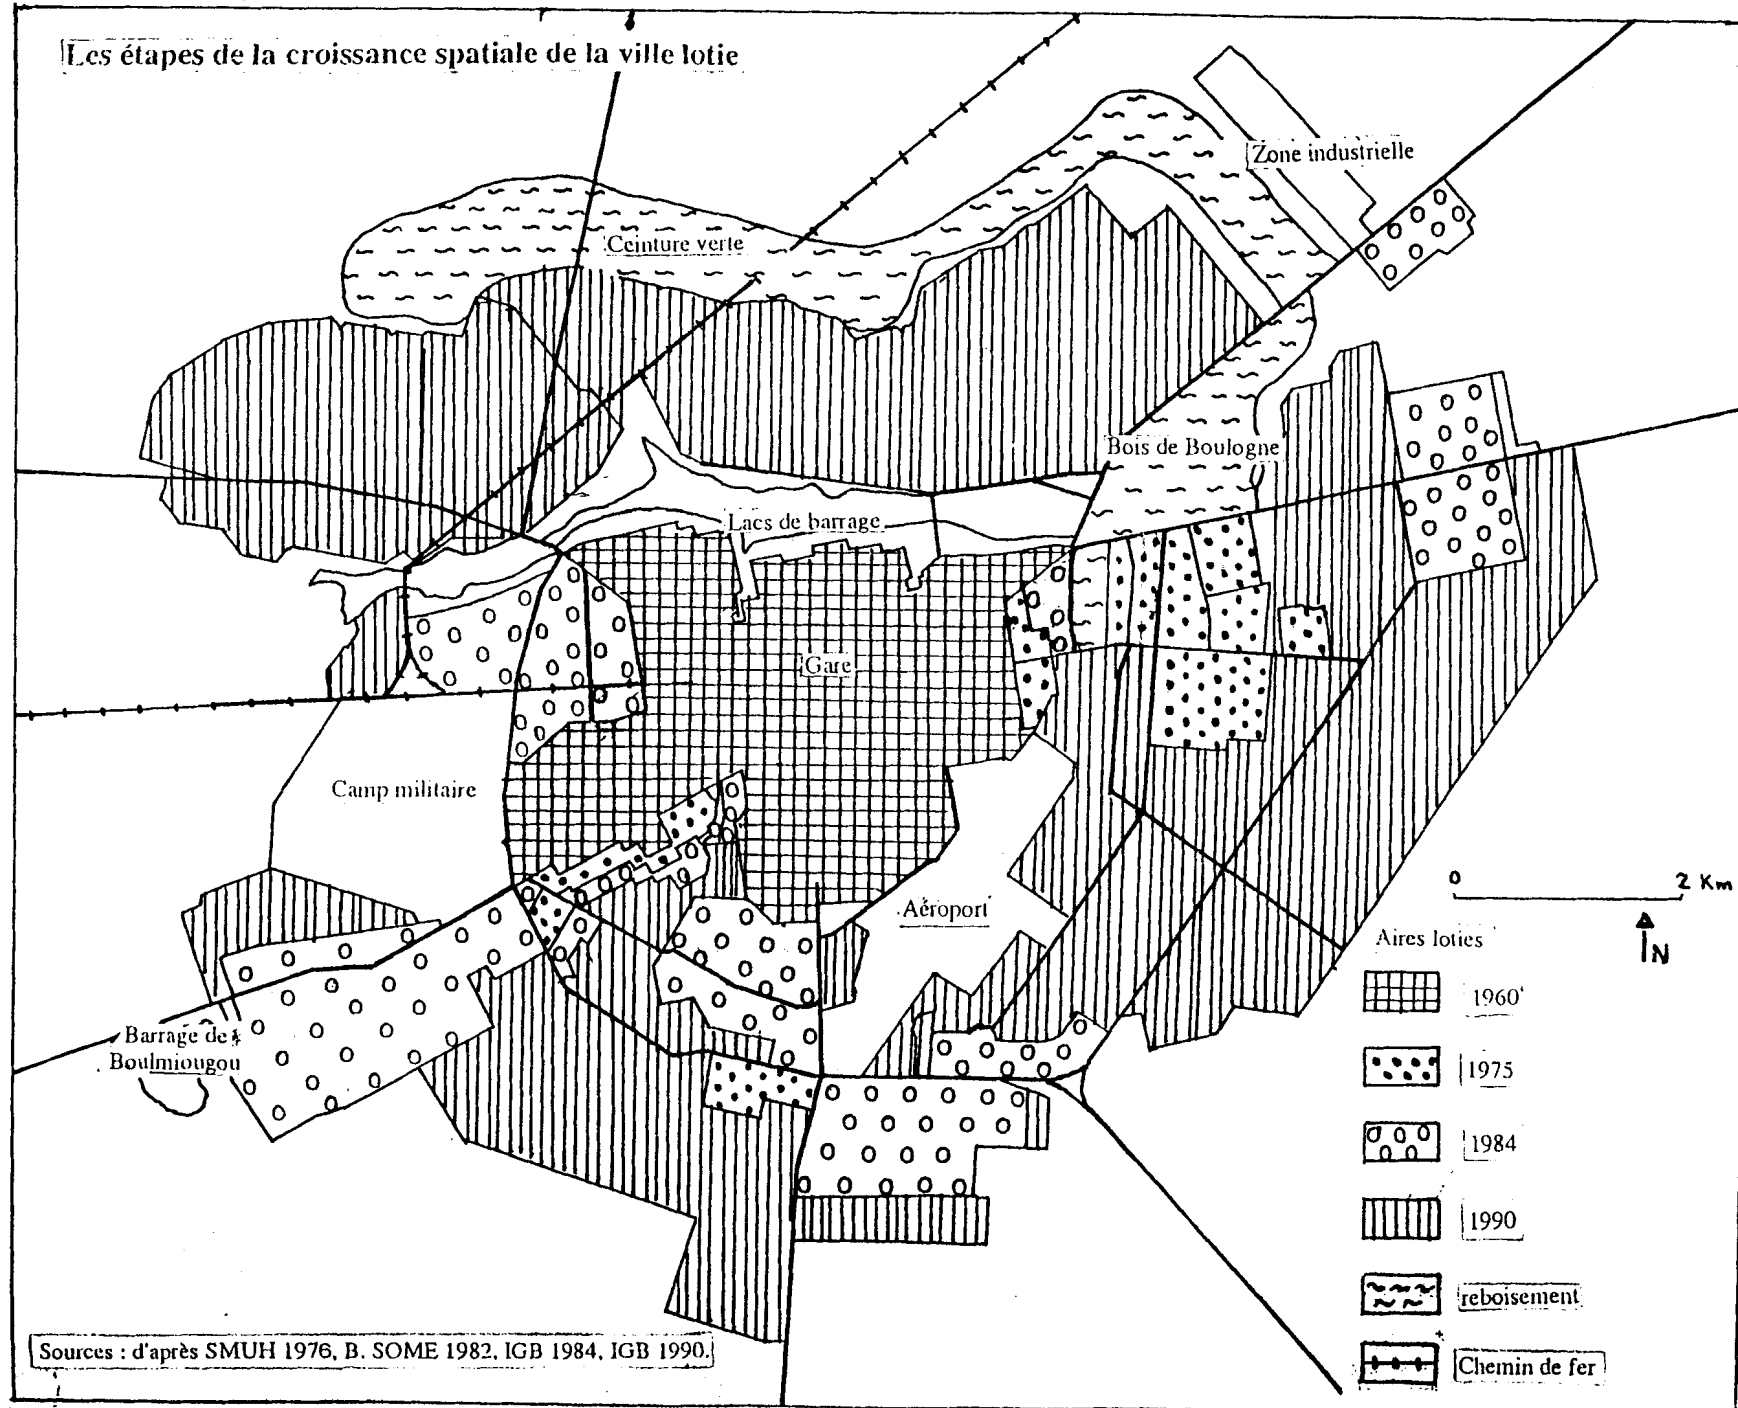 Les étapes de la croissance spatiale de la ville lotie
Zone industrielle
Ceinture verte
Bois de Boulogne
Lacs de barrage
Gare
Camp militaire
Aéroport
Barrage de
Boulmiougou
0 2 Km
N
Aires loties
1960
1975
1984
1990
reboisement
Chemin de fer
Sources : d'après SMUH 1976, B. SOME 1982, IGB 1984, IGB 1990.